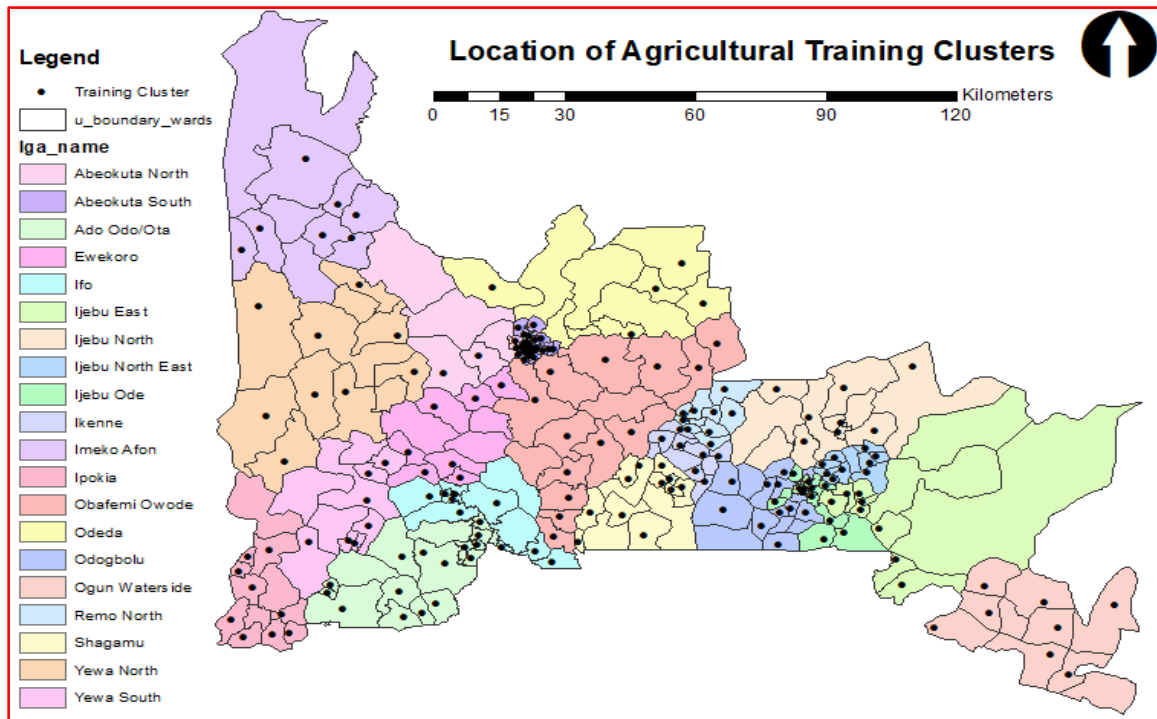 Location of Agricultural Training Clusters
Kilometers
0 15 30 60 90 120
Legend
Training Cluster
u_boundary_wards
lga_name
Abeokuta North
Abeokuta South
Ado Odo/Ota
Ewekoro
Ifo
Ijebu East
Ijebu North
Ijebu North East
Ijebu Ode
Ikenne
Imeko Afon
Ipokia
Obafemi Owode
Odeda
Odogbolu
Ogun Waterside
Remo North
Shagamu
Yewa North
Yewa South